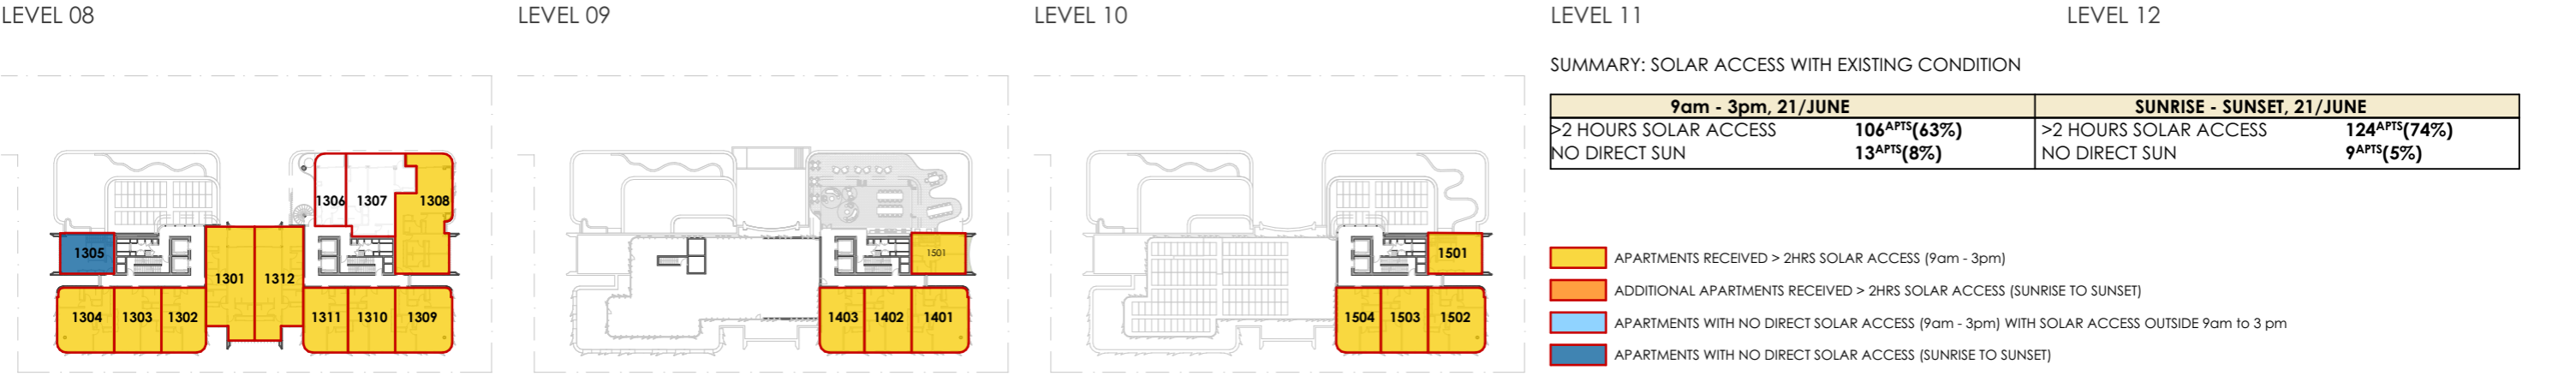 LEVEL 08
LEVEL 09
LEVEL 10
LEVEL 11
LEVEL 12
SUMMARY: SOLAR ACCESS WITH EXISTING CONDITION
9am - 3pm, 21/JUNE
SUNRISE - SUNSET, 21/JUNE
>2 HOURS SOLAR ACCESS 106APTS(63%)
>2 HOURS SOLAR ACCESS 124APTS(74%)
NO DIRECT SUN 13APTS(8%)
NO DIRECT SUN 9APTS(5%)
1306 1307 1308
1305
1301 1312
1304 1303 1302
1311 1310 1309
1501
1403 1402 1401
1501
1504 1503 1502
APARTMENTS RECEIVED > 2HRS SOLAR ACCESS (9am - 3pm)
ADDITIONAL APARTMENTS RECEIVED > 2HRS SOLAR ACCESS (SUNRISE TO SUNSET)
APARTMENTS WITH NO DIRECT SOLAR ACCESS (9am - 3pm) WITH SOLAR ACCESS OUTSIDE 9am to 3 pm
APARTMENTS WITH NO DIRECT SOLAR ACCESS (SUNRISE TO SUNSET)